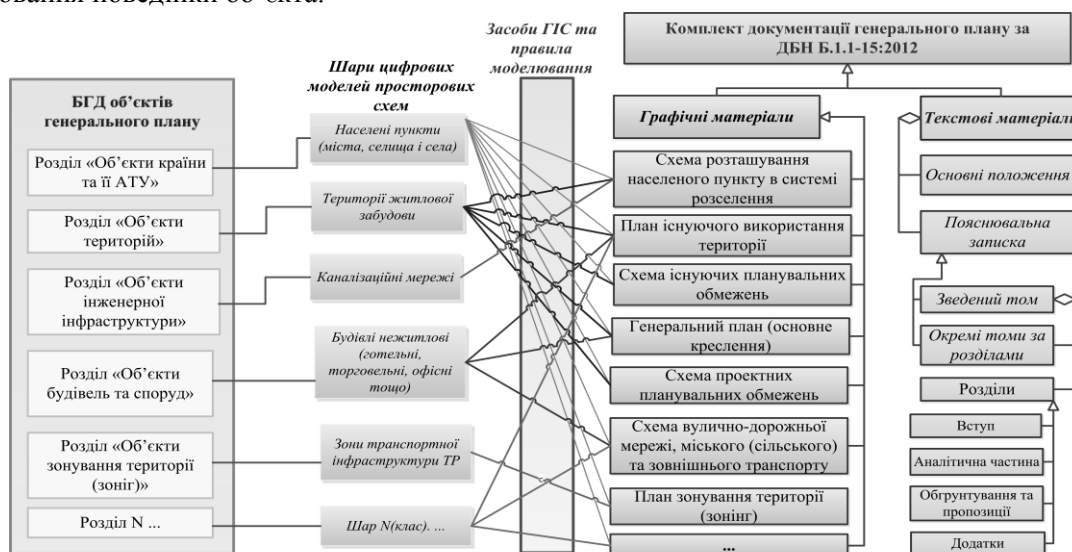 ювання поведінки об'єкта.
БГД об’єктів
генерального плану
Розділ «Об’єкти країни
та її АТУ»
Розділ «Об’єкти
територій»
Розділ «Об’єкти
інженерної
інфраструктури»
Розділ «Об’єкти
будівель та споруд»
Розділ «Об’єкти
зонування території
(зоніг)»
Розділ N ...
Шари цифрових
моделей просторових
схем
Населені пункти
(міста, селища і села)
Території житлової
забудови
Каналізаційні мережі
Будівлі нежитлові
(готельні,
торговельні, офісні
тощо)
Зони транспортної
інфраструктури ТР
Шар N(клас). ...
Засоби ГІС та
правила
моделювання
Комплект документації генерального плану за
ДБН Б.1.1-15:2012
Графічні матеріали
Схема розташування
населеного пункту в системі
розселення
План існуючого використання
території
Схема існуючих планувальних
обмежень
Генеральний план (основне
креслення)
Схема проектних
планувальних обмежень
Схема вулично-дорожньої
мережі, міського (сільського)
та зовнішнього транспорту
План зонування території
(зонінг)
...
Текстові матеріали
Основні положення
Пояснювальна
записка
Зведений том
Окремі томи за
розділами
Розділи
Вступ
Аналітична частина
Обгрунтування та
пропозиції
Додатки